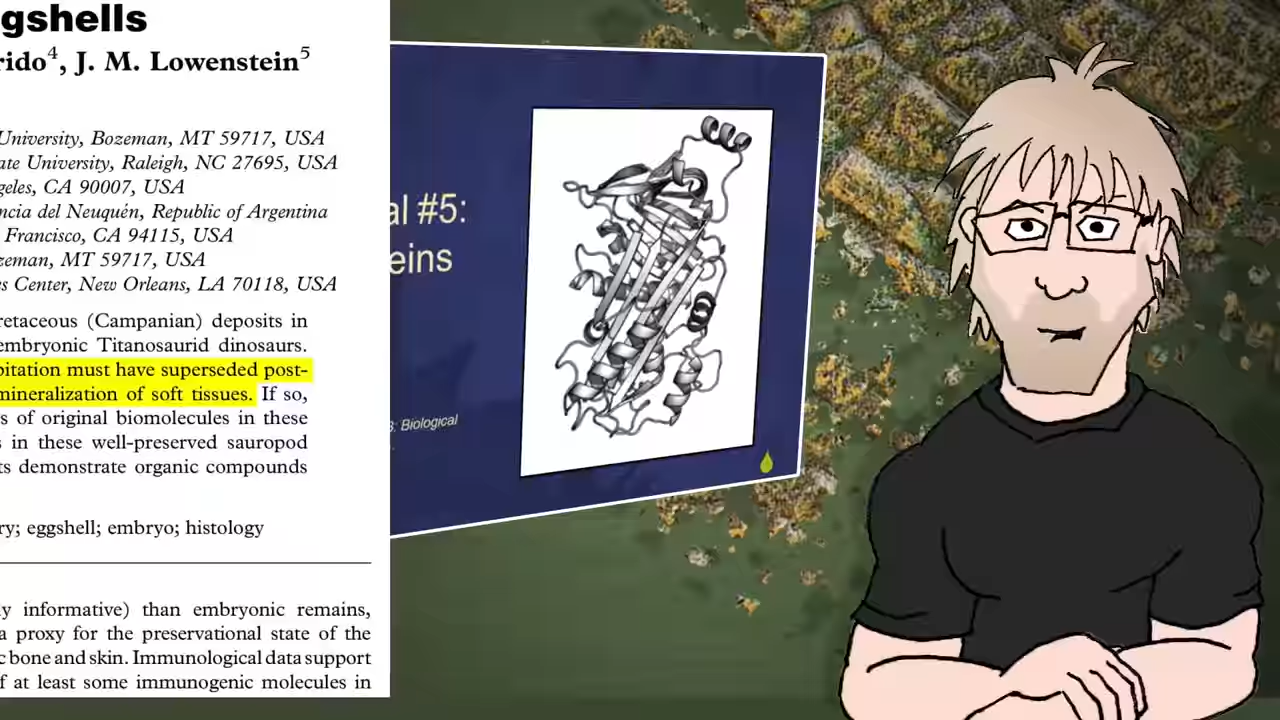 gshells
rido4, J. M. Lowenstein5
University, Bozeman, MT 59717, USA
ate University, Raleigh, NC 27695, USA
geles, CA 90007, USA
ncia del Neuquén, Republic of Argentina
Francisco, CA 94115, USA
zeman, MT 59717, USA
es Center, New Orleans, LA 70118, USA
retaceous (Campanian) deposits in
embryonic Titanosaurid dinosaurs.
pitation must have superseded post-
mineralization of soft tissues. If so,
s of original biomolecules in these
s in these well-preserved sauropod
ts demonstrate organic compounds
ry; eggshell; embryo; histology
ly informative) than embryonic remains,
a proxy for the preservational state of the
c bone and skin. Immunological data support
f at least some immunogenic molecules in
al #5:
eins
3: Biological